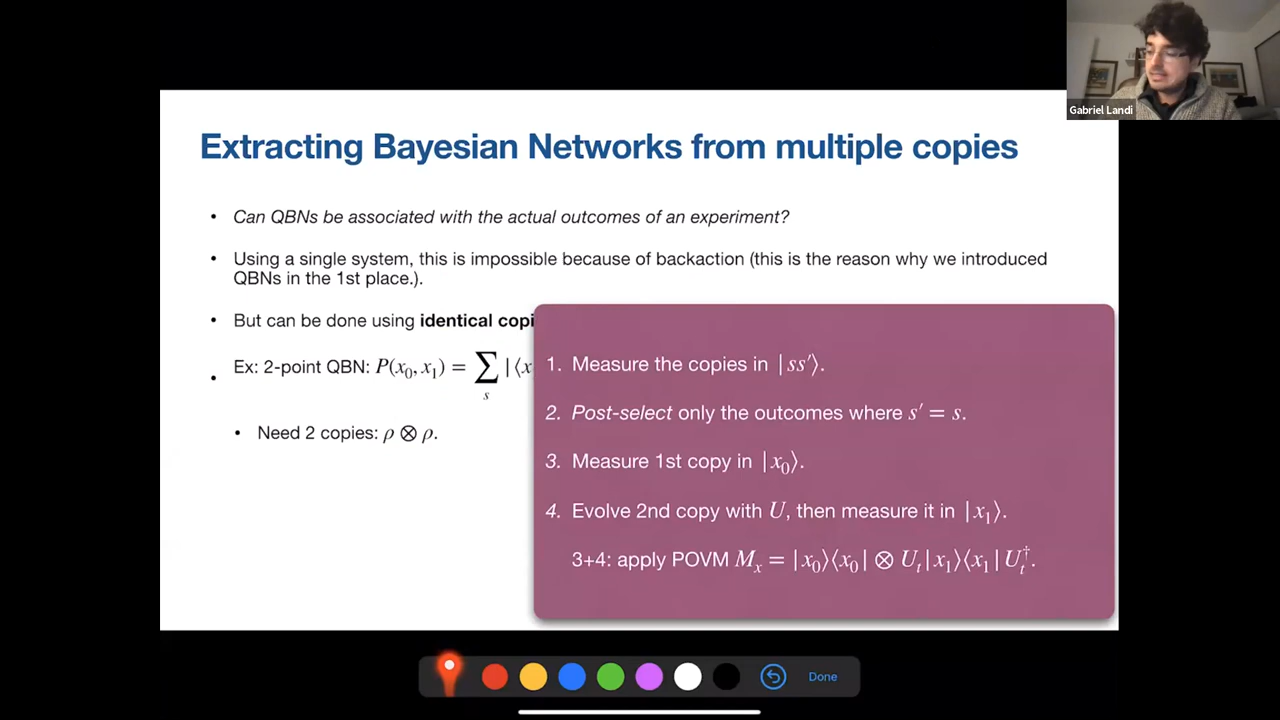 Gabriel Landi
Extracting Bayesian Networks from multiple copies
• Can QBNs be associated with the actual outcomes of an experiment?
• Using a single system, this is impossible because of backaction (this is the reason why we introduced
QBNs in the 1st place.).
• But can be done using identical copi
• Ex: 2-point QBN: P(x₀, x₁) = ∑ₛ |⟨x
• Need 2 copies: ρ ⊗ ρ.
1. Measure the copies in |ss′⟩.
2. Post-select only the outcomes where s′ = s.
3. Measure 1st copy in |x₀⟩.
4. Evolve 2nd copy with U, then measure it in |x₁⟩.
3+4: apply POVM Mₓ = |x₀⟩⟨x₀| ⊗ Uₜ|x₁⟩⟨x₁|Uₜ†.
Done